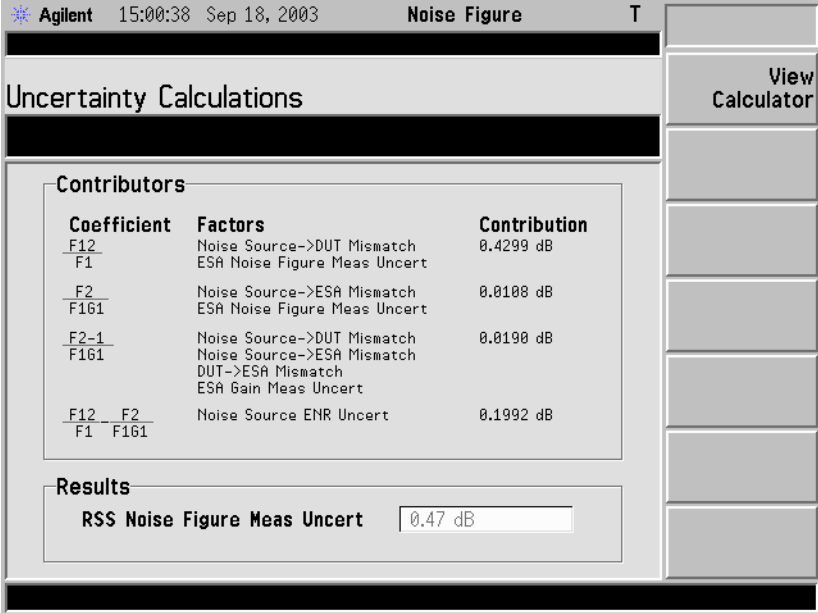 Agilent 15:00:38 Sep 18, 2003 Noise Figure T
View
Calculator
Uncertainty Calculations
Contributors
Coefficient Factors Contribution
F12 Noise Source->DUT Mismatch 0.4299 dB
F1 ESA Noise Figure Meas Uncert
F2 Noise Source->ESA Mismatch 0.0108 dB
F1G1 ESA Noise Figure Meas Uncert
F2-1 Noise Source->DUT Mismatch 0.0190 dB
F1G1 Noise Source->ESA Mismatch
DUT->ESA Mismatch
ESA Gain Meas Uncert
F12 - F2 Noise Source ENR Uncert 0.1992 dB
F1 F1G1
Results
RSS Noise Figure Meas Uncert 0.47 dB